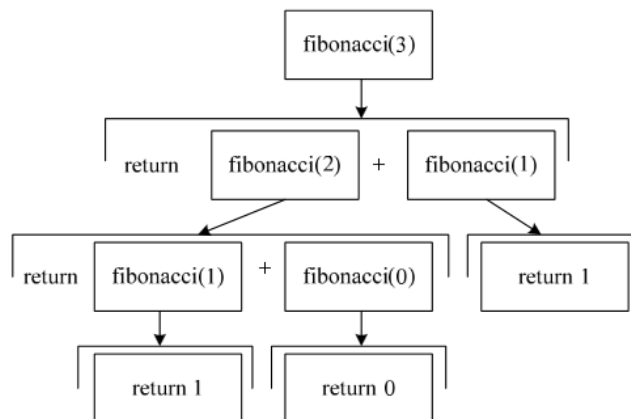 fibonacci(3)
return fibonacci(2) + fibonacci(1)
return fibonacci(1) + fibonacci(0)
return 1
return 1
return 0